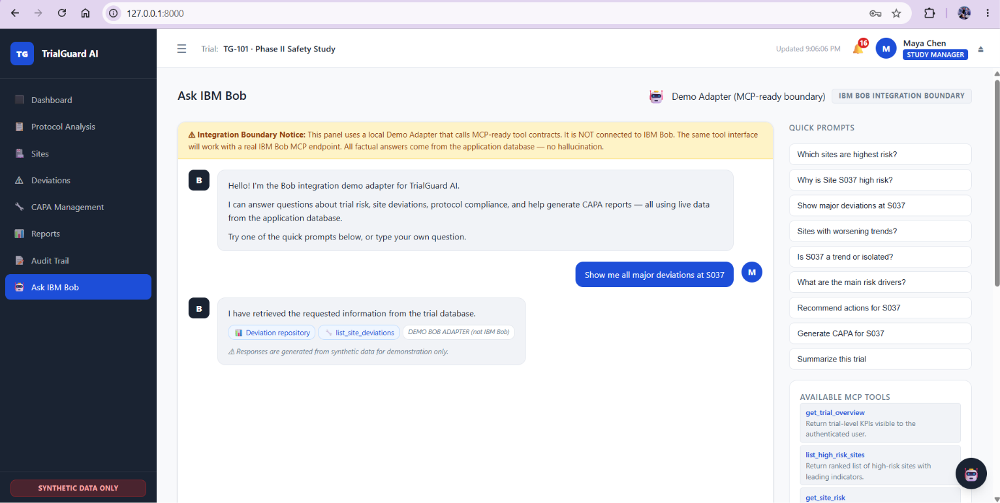 127.0.0.1:8000
TG
TrialGuard AI
Dashboard
Protocol Analysis
Sites
Deviations
CAPA Management
Reports
Audit Trail
Ask IBM Bob
SYNTHETIC DATA ONLY
Trial: TG-101 · Phase II Safety Study
Updated 9:06:06 PM
16
M
Maya Chen
STUDY MANAGER
Ask IBM Bob
Demo Adapter (MCP-ready boundary)
IBM BOB INTEGRATION BOUNDARY
⚠ Integration Boundary Notice: This panel uses a local Demo Adapter that calls MCP-ready tool contracts. It is NOT connected to IBM Bob. The same tool interface
will work with a real IBM Bob MCP endpoint. All factual answers come from the application database — no hallucination.
B
Hello! I'm the Bob integration demo adapter for TrialGuard AI.
I can answer questions about trial risk, site deviations, protocol compliance, and help generate CAPA reports — all using live data
from the application database.
Try one of the quick prompts below, or type your own question.
Show me all major deviations at S037
M
B
I have retrieved the requested information from the trial database.
Deviation repository
list_site_deviations
DEMO BOB ADAPTER (not IBM Bob)
⚠ Responses are generated from synthetic data for demonstration only.
QUICK PROMPTS
Which sites are highest risk?
Why is Site S037 high risk?
Show major deviations at S037
Sites with worsening trends?
Is S037 a trend or isolated?
What are the main risk drivers?
Recommend actions for S037
Generate CAPA for S037
Summarize this trial
AVAILABLE MCP TOOLS
get_trial_overview
Return trial-level KPIs visible to the
authenticated user.
list_high_risk_sites
Return ranked list of high-risk sites with
leading indicators.
get_site_risk